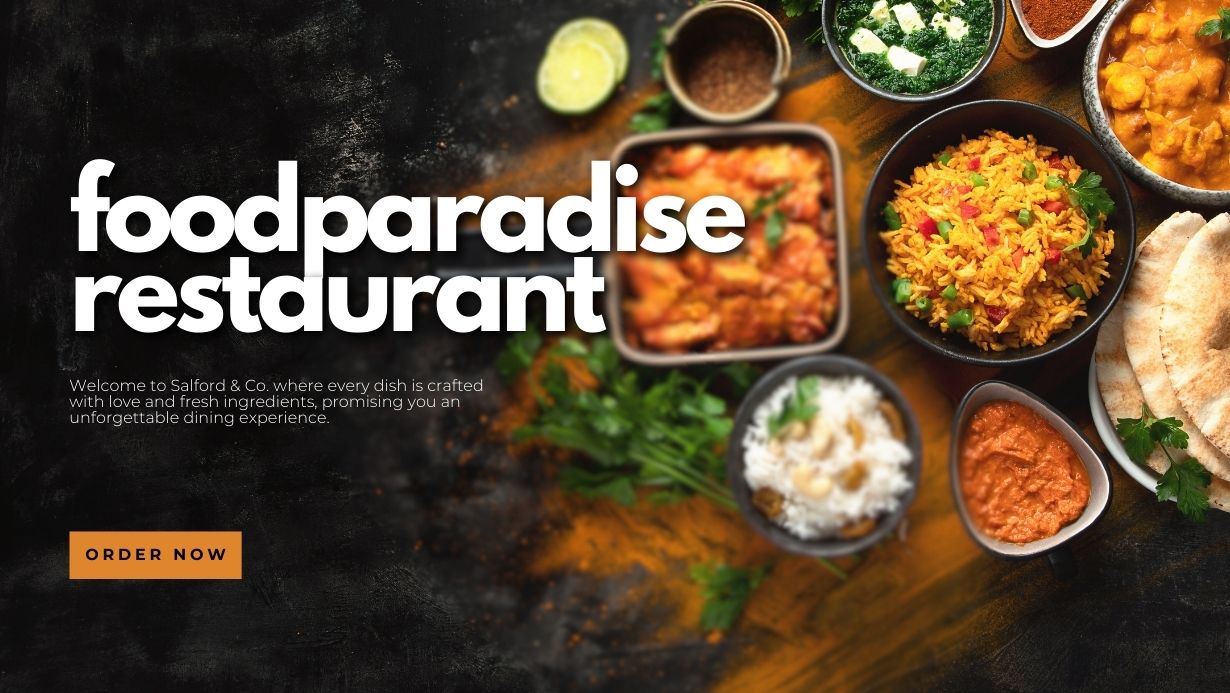 foodparadise
restaurant
Welcome to Salford & Co. where every dish is crafted
with love and fresh ingredients, promising you an
unforgettable dining experience.
ORDER NOW